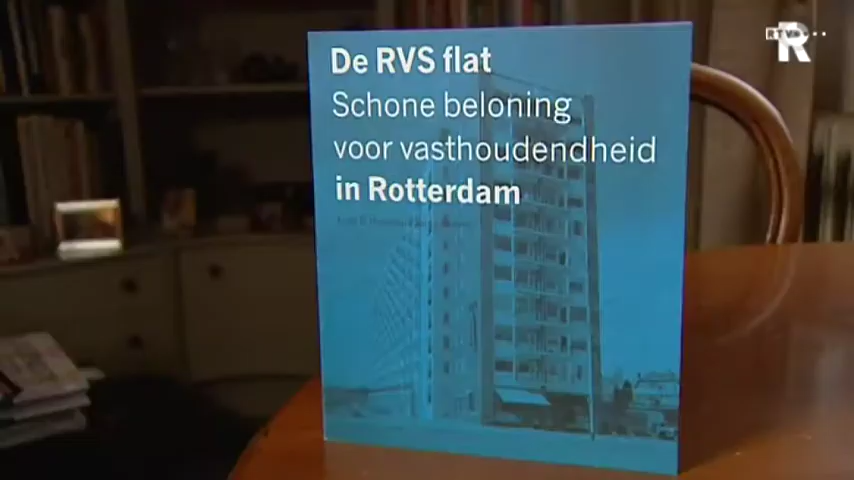 De RVS flat
Schone beloning
voor vasthoudendheid
in Rotterdam
RTV
R